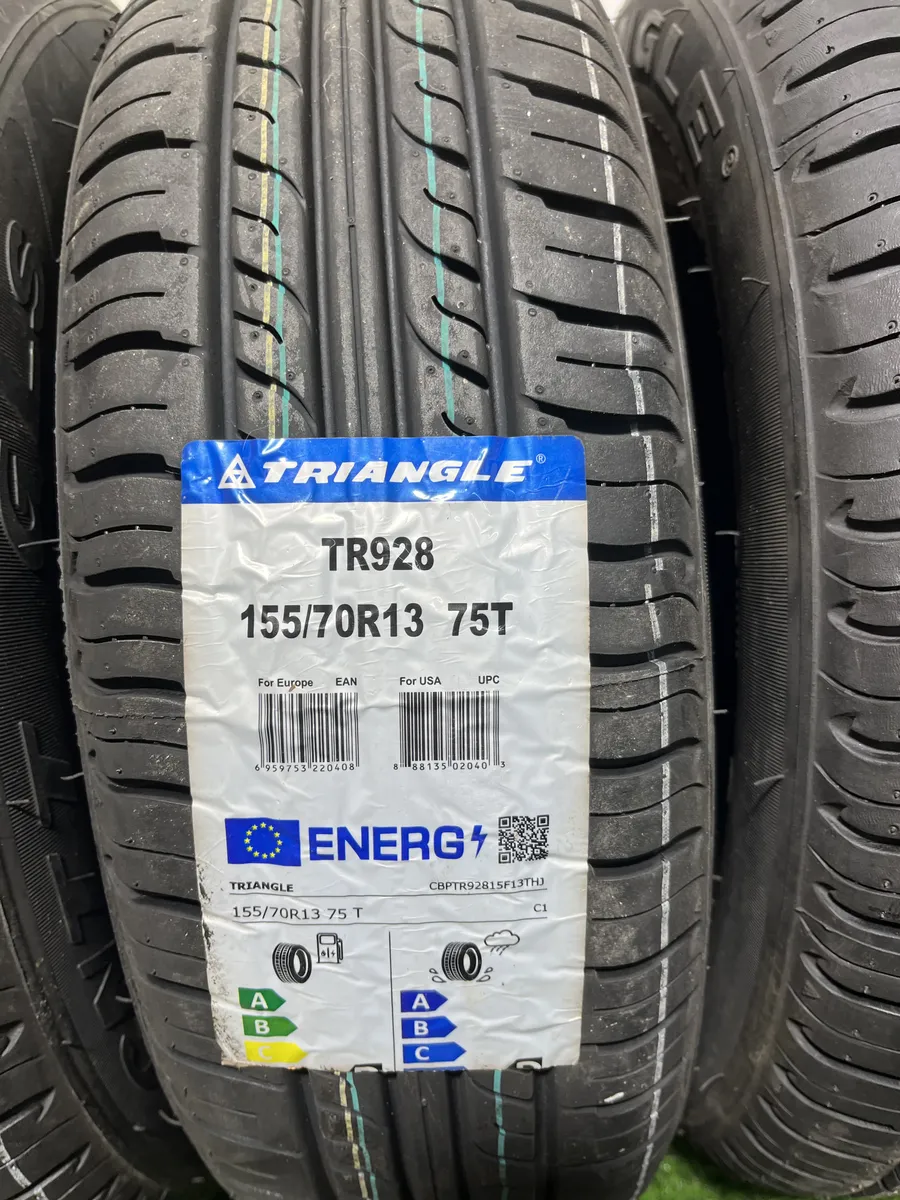 TRIANGLE®
TR928
155/70R13 75T
For Europe EAN For USA UPC
6 959753 220408 8 88135 02040 3
ENERG
TRIANGLE CBPTR92815F13THJ
155/70R13 75 T C1
A A
B B
C C
GLE ®